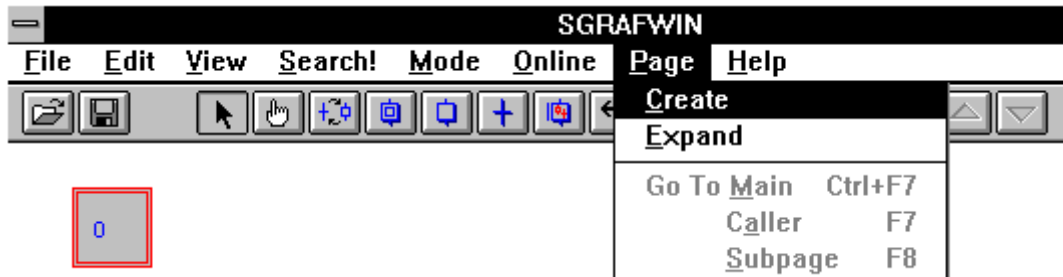 SGRAFWIN
File Edit View Search! Mode Online Page Help
Create
Expand
Go To Main Ctrl+F7
Caller F7
Subpage F8
0